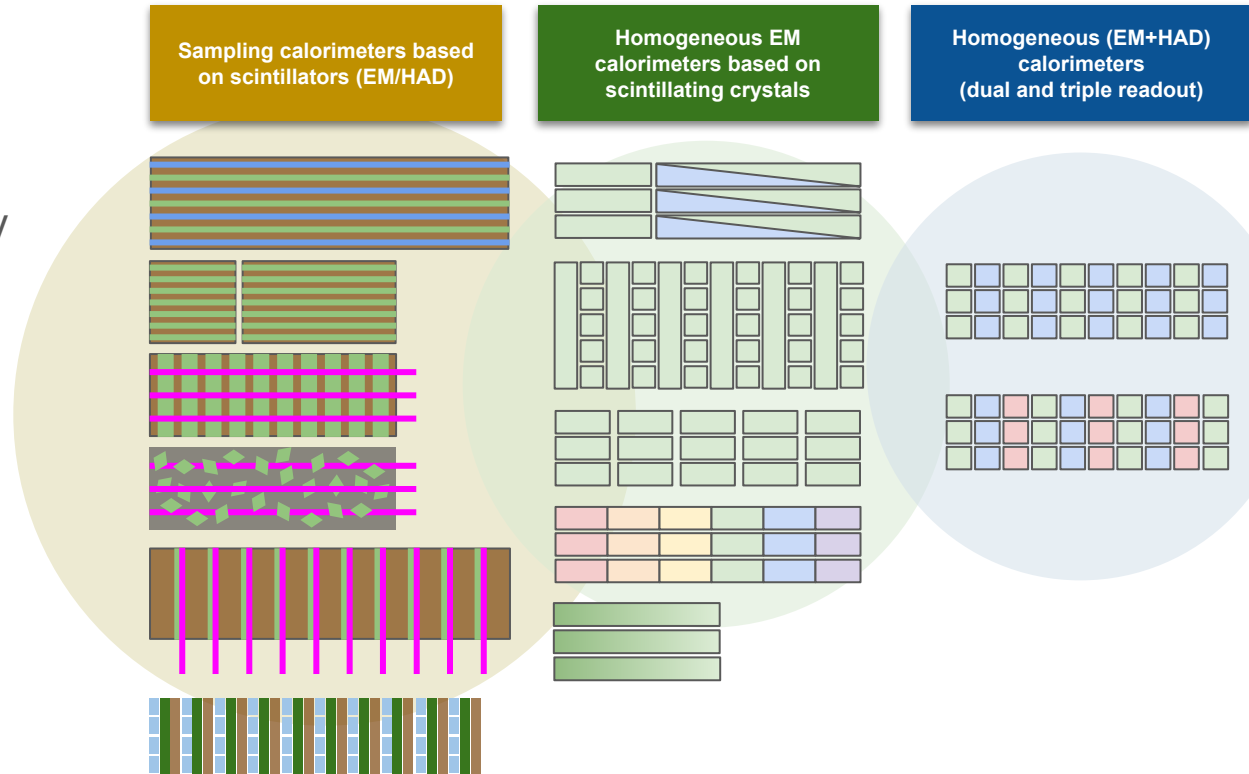 Sampling calorimeters based
on scintillators (EM/HAD)
Homogeneous EM
calorimeters based on
scintillating crystals
Homogeneous (EM+HAD)
calorimeters
(dual and triple readout)